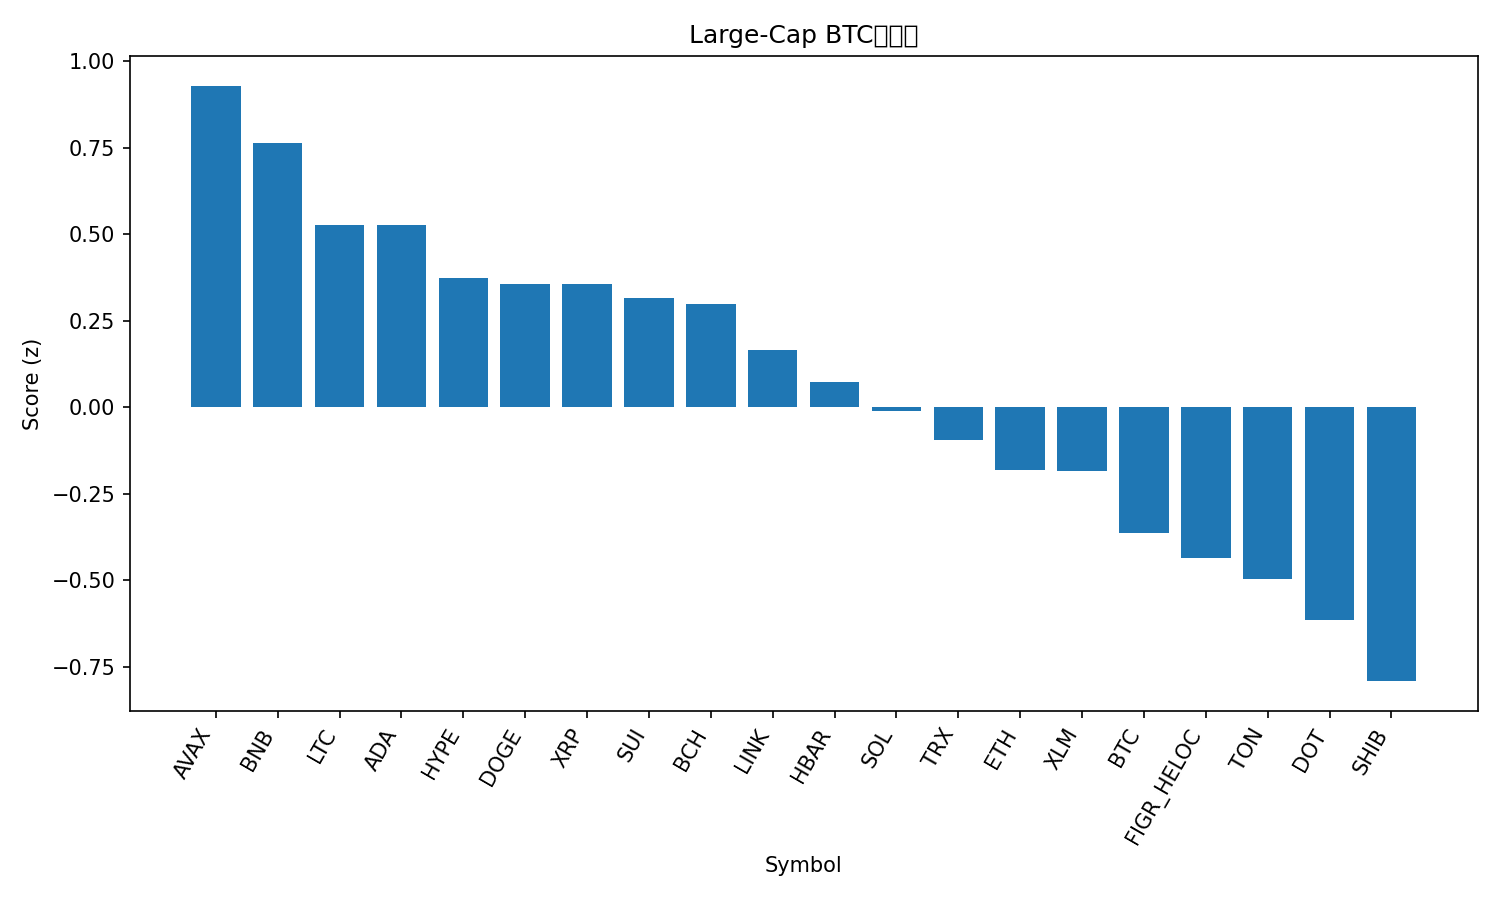 Large-Cap BTC
Score (z)
1.00
0.75
0.50
0.25
0.00
−0.25
−0.50
−0.75
AVAX
BNB
LTC
ADA
HYPE
DOGE
XRP
SUI
BCH
LINK
HBAR
SOL
TRX
ETH
XLM
BTC
FIGR_HELOC
TON
DOT
SHIB
Symbol